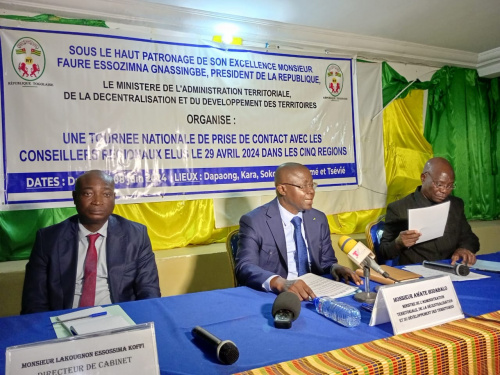 SOUS LE HAUT PATRONAGE DE SON EXCELLENCE MONSIEUR
FAURE ESSOZIMNA GNASSINGBE, PRESIDENT DE LA REPUBLIQUE,
LE MINISTERE DE L'ADMINISTRATION TERRITORIALE,
DE LA DECENTRALISATION ET DU DEVELOPPEMENT DES TERRITOIRES
ORGANISE :
UNE TOURNEE NATIONALE DE PRISE DE CONTACT AVEC LES
CONSEILLERS REGIONAUX ELUS LE 29 AVRIL 2024 DANS LES CINQ REGIONS
DATES : juin 2024 LIEUX : Dapaong, Kara, et Tsévié
MONSIEUR LAKOUGNON ESSOSSIMA KOFFI
DIRECTEUR DE CABINET
MONSIEUR AWATE HODABALO
MINISTRE DE L'ADMINISTRATION
TERRITORIALE, DE LA DECENTRALISATION
ET DU DEVELOPPEMENT DES TERRITOIRES